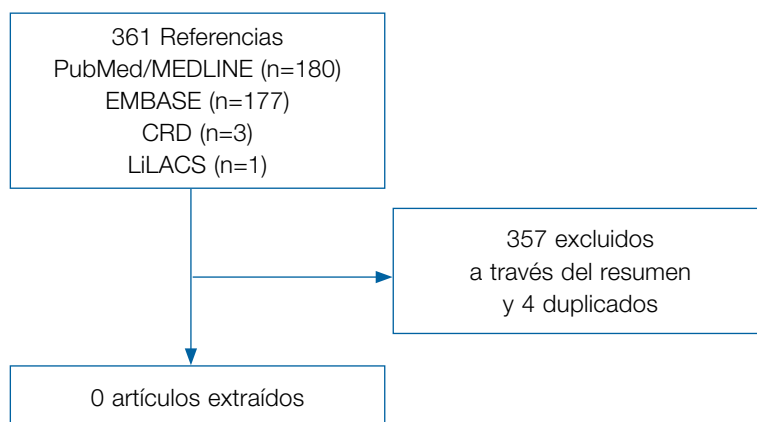 361 Referencias
PubMed/MEDLINE (n=180)
EMBASE (n=177)
CRD (n=3)
LiLACS (n=1)
357 excluidos
a través del resumen
y 4 duplicados
0 artículos extraídos